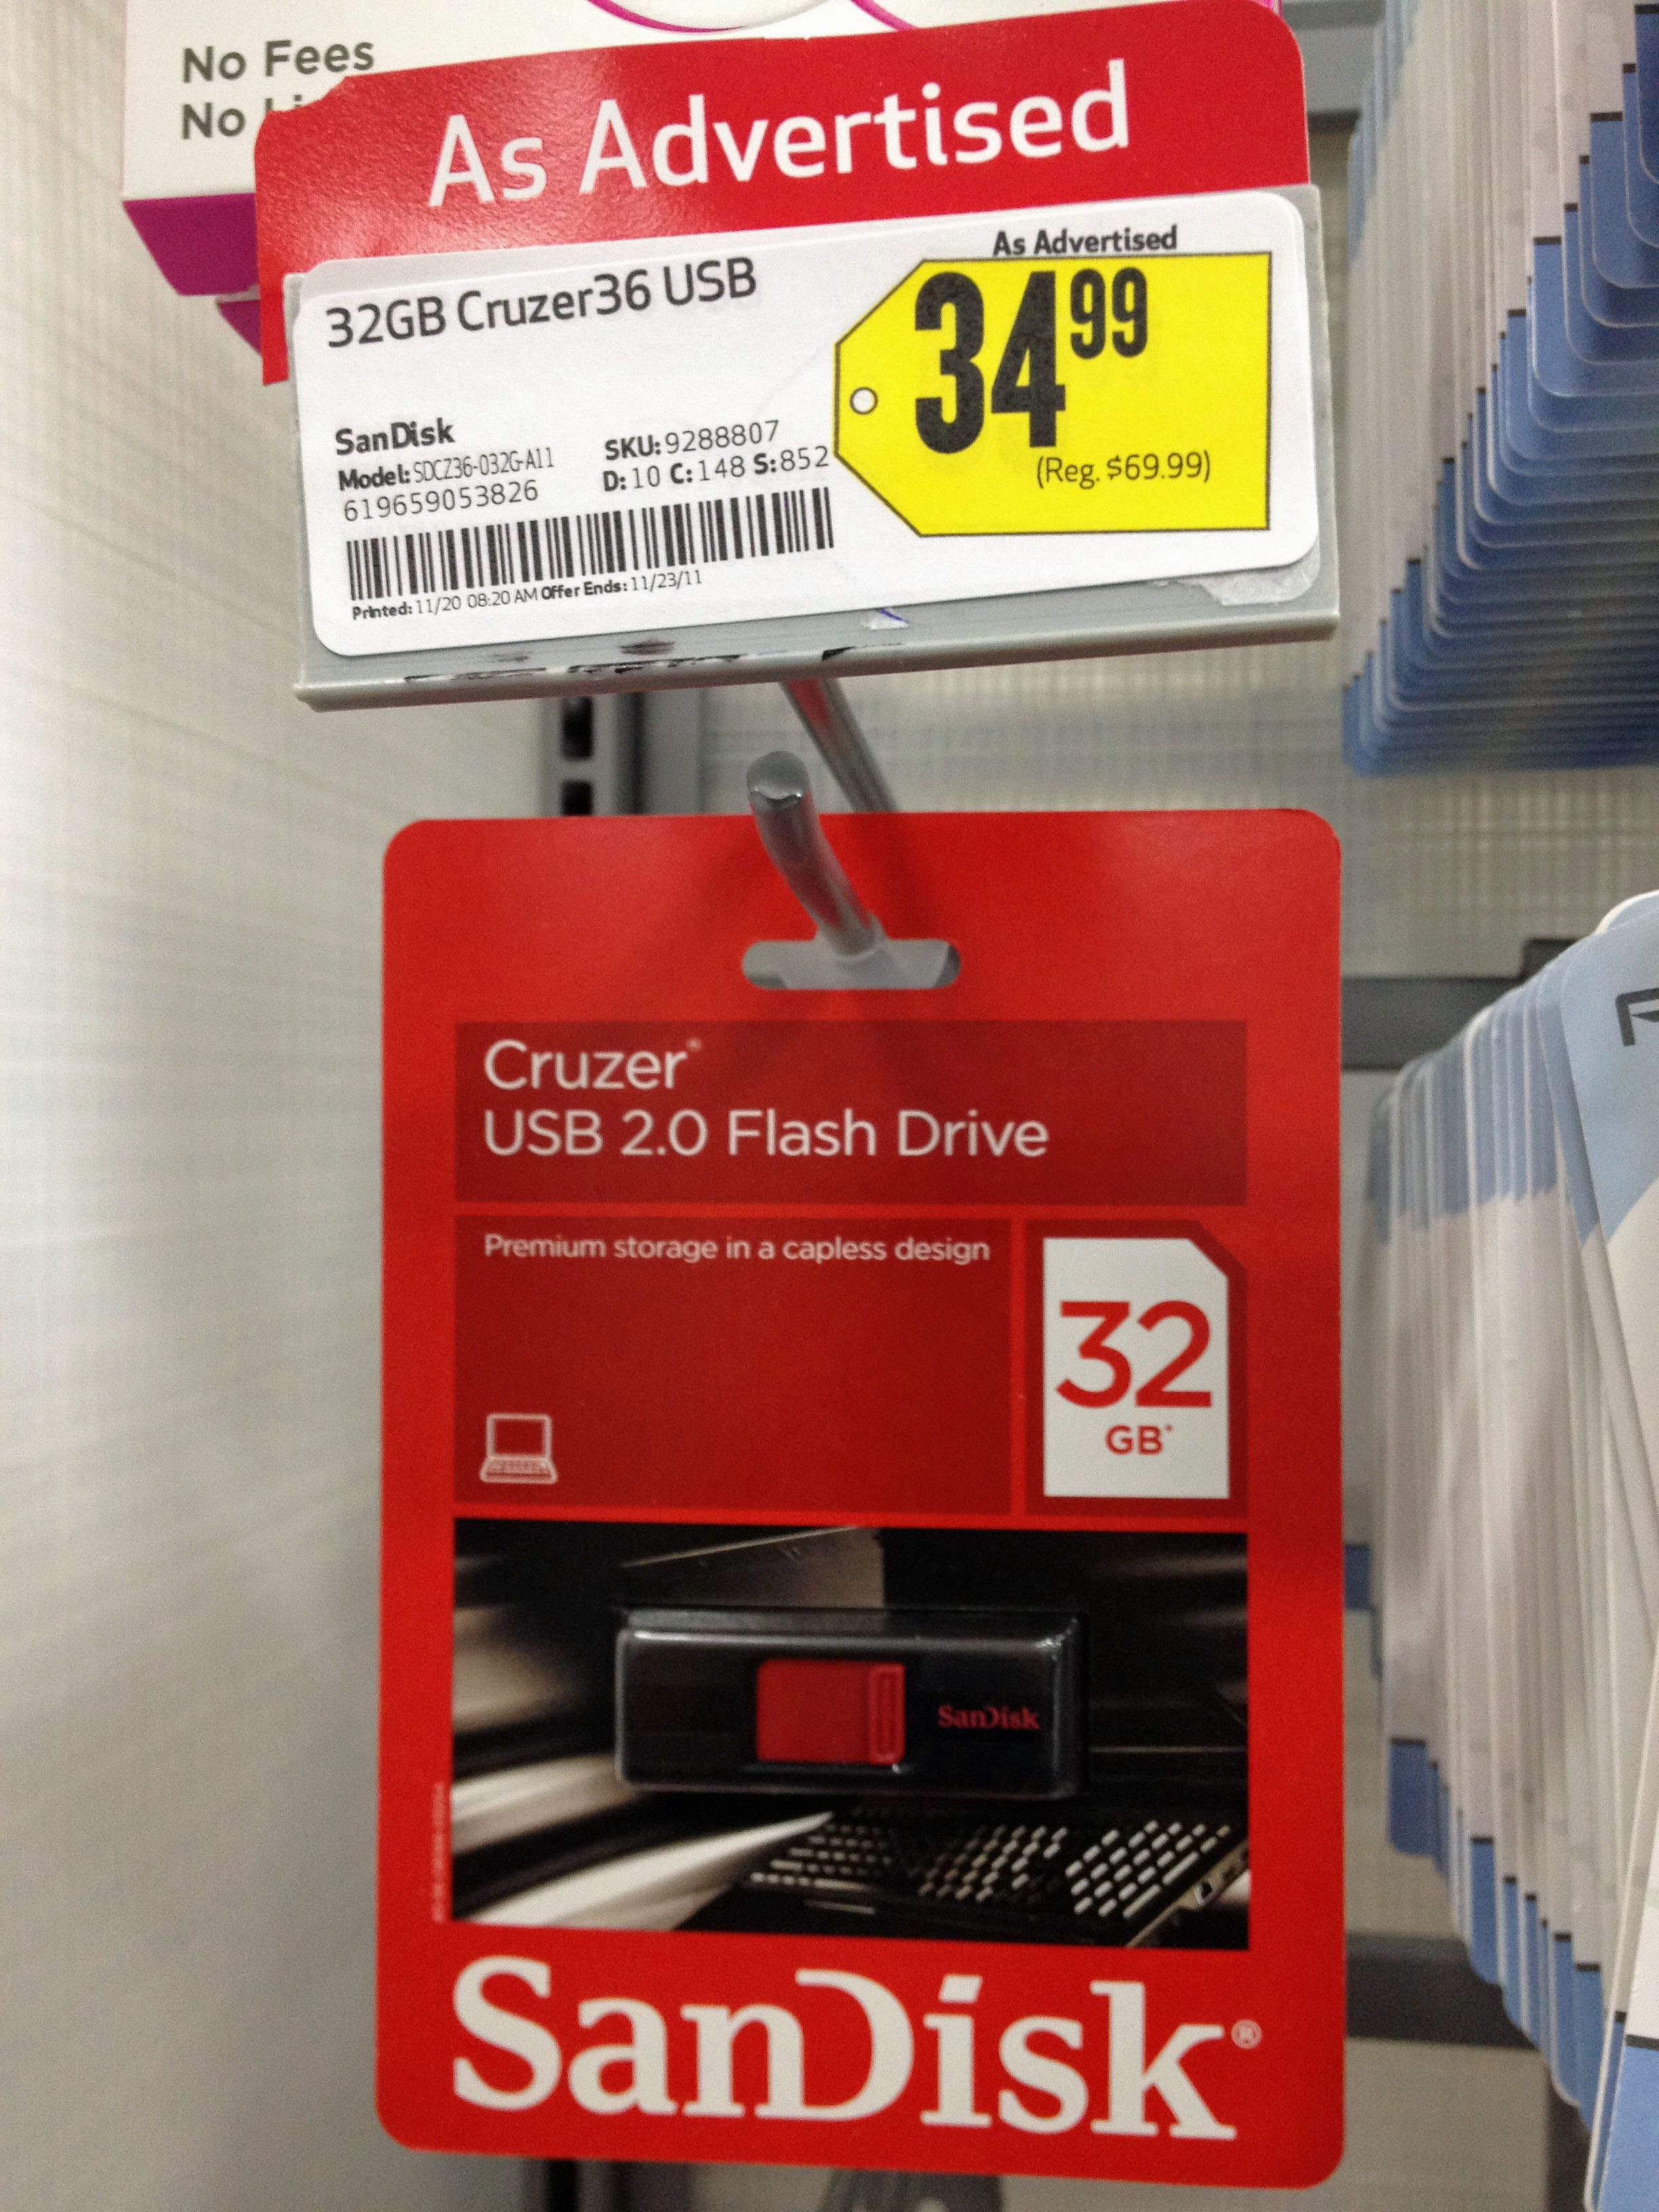 No Fees
No
As Advertised
As Advertised
32GB Cruzer36 USB
34 99
(Reg. $69.99)
SanDisk
Model: SDCZ36-032G-A11
SKU: 9288807
619659053826
D: 10 C: 148 S: 852
Printed: 11/20 08:20 AM Offer Ends: 11/23/11
Cruzer®
USB 2.0 Flash Drive
Premium storage in a capless design
32
GB*
SanDisk
SanDisk®